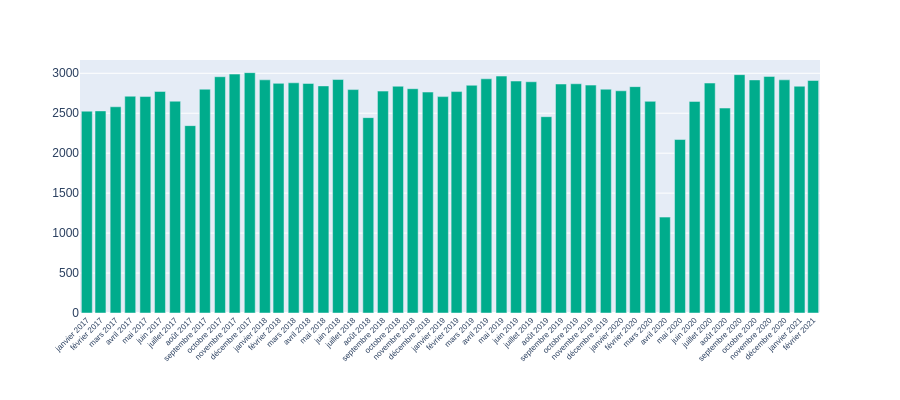 3000
2500
2000
1500
1000
500
0
janvier 2017
février 2017
mars 2017
avril 2017
mai 2017
juin 2017
juillet 2017
août 2017
septembre 2017
octobre 2017
novembre 2017
décembre 2017
janvier 2018
février 2018
mars 2018
avril 2018
mai 2018
juin 2018
juillet 2018
août 2018
septembre 2018
octobre 2018
novembre 2018
décembre 2018
janvier 2019
février 2019
mars 2019
avril 2019
mai 2019
juin 2019
juillet 2019
août 2019
septembre 2019
octobre 2019
novembre 2019
décembre 2019
janvier 2020
février 2020
mars 2020
avril 2020
mai 2020
juin 2020
juillet 2020
août 2020
septembre 2020
octobre 2020
novembre 2020
décembre 2020
janvier 2021
février 2021